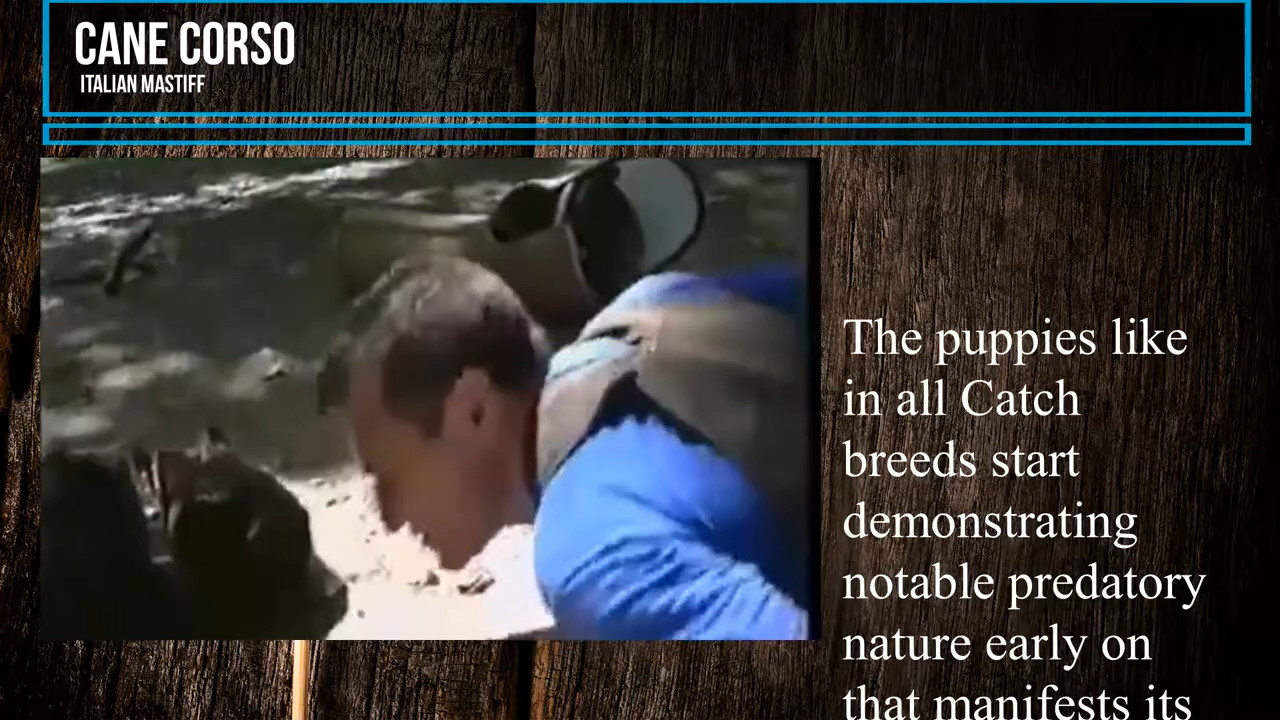 CANE CORSO
ITALIAN MASTIFF
The puppies like
in all Catch
breeds start
demonstrating
notable predatory
nature early on
that manifests its